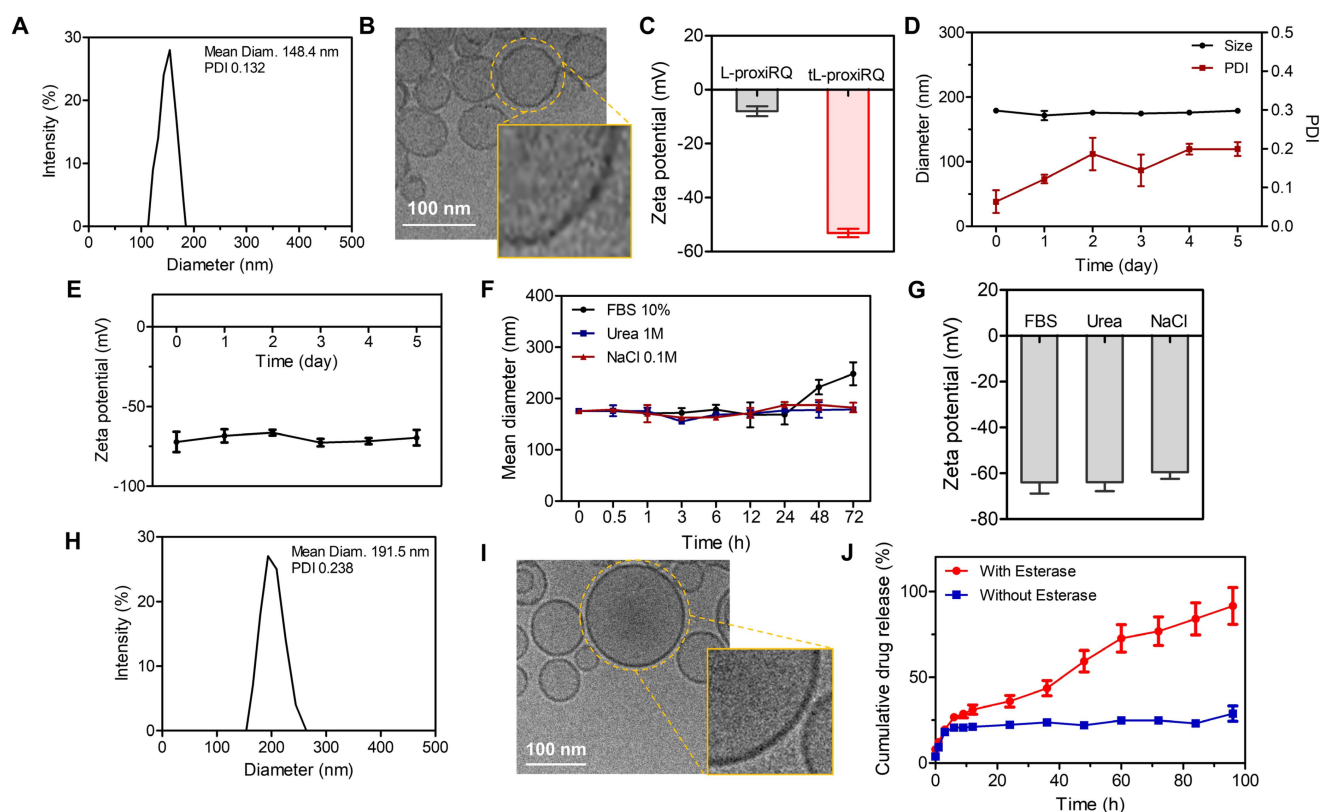 A
Mean Diam. 148.4 nm
PDI 0.132
Intensity (%)
30
20
10
0
0 100 200 300 400 500
Diameter (nm)
B
100 nm
C
L-proxiRQ tL-proxiRQ
Zeta potential (mV)
20
0
-20
-40
-60
D
Size
PDI
Diameter (nm)
300
200
100
0
0 1 2 3 4 5
Time (day)
0.5
0.4
0.3
0.2
0.1
0.0
PDI
E
Zeta potential (mV)
0
-50
-100
0 1 2 3 4 5
Time (day)
F
FBS 10%
Urea 1M
NaCl 0.1M
Mean diameter (nm)
400
300
200
100
0
0 0.5 1 3 6 12 24 48 72
Time (h)
G
FBS Urea NaCl
Zeta potential (mV)
20
0
-20
-40
-60
-80
H
Mean Diam. 191.5 nm
PDI 0.238
Intensity (%)
30
20
10
0
0 100 200 300 400 500
Diameter (nm)
I
100 nm
J
With Esterase
Without Esterase
Cumulative drug release (%)
100
50
0
0 20 40 60 80 100
Time (h)